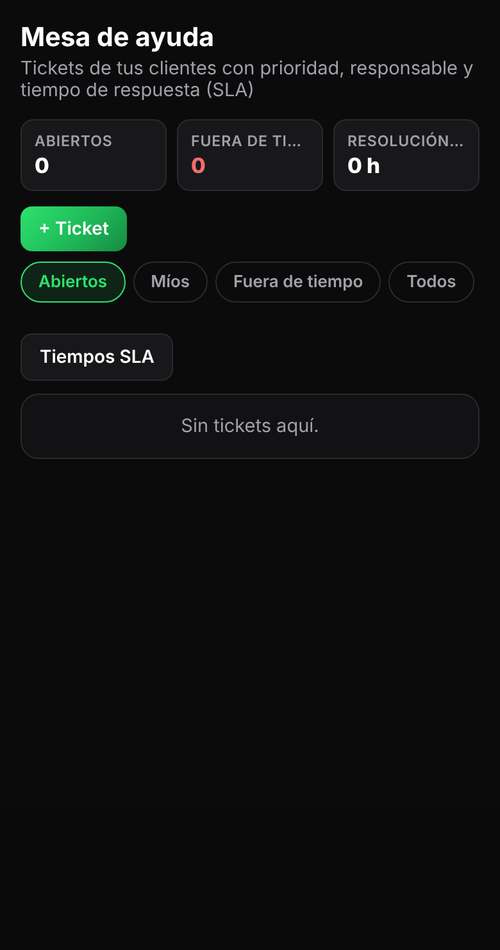 Mesa de ayuda
Tickets de tus clientes con prioridad, responsable y
tiempo de respuesta (SLA)
ABIERTOS
0
FUERA DE TI...
0
RESOLUCIÓN...
0 h
+ Ticket
Abiertos
Míos
Fuera de tiempo
Todos
Tiempos SLA
Sin tickets aquí.